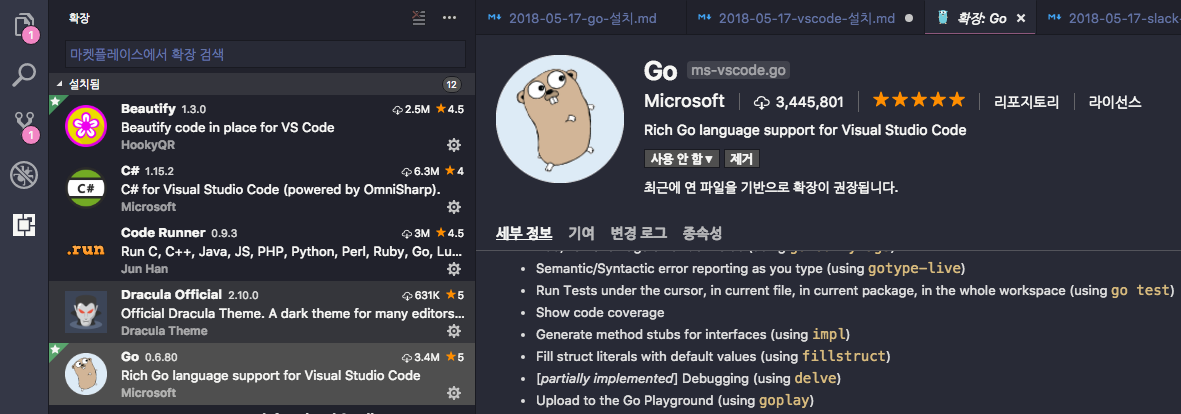 확장
2018-05-17-go-설치.md
2018-05-17-vscode-설치.md
확장: Go
2018-05-17-slack-
1
1
마켓플레이스에서 확장 검색
설치됨
12
Beautify 1.3.0 2.5M 4.5
Beautify code in place for VS Code
HookyQR
C#
C# 1.15.2 6.3M 4
C# for Visual Studio Code (powered by OmniSharp).
Microsoft
.run
Code Runner 0.9.3 3M 4.5
Run C, C++, Java, JS, PHP, Python, Perl, Ruby, Go, Lu...
Jun Han
Dracula Official 2.10.0 631K 5
Official Dracula Theme. A dark theme for many editors...
Dracula Theme
Go 0.6.80 3.4M 5
Rich Go language support for Visual Studio Code
Microsoft
Go ms-vscode.go
Microsoft 3,445,801 리포지토리 라이선스
Rich Go language support for Visual Studio Code
사용 안 함▼ 제거
최근에 연 파일을 기반으로 확장이 권장됩니다.
세부 정보 기여 변경 로그 종속성
• Semantic/Syntactic error reporting as you type (using gotype-live)
• Run Tests under the cursor, in current file, in current package, in the whole workspace (using go test)
• Show code coverage
• Generate method stubs for interfaces (using impl)
• Fill struct literals with default values (using fillstruct)
• [partially implemented] Debugging (using delve)
• Upload to the Go Playground (using goplay)